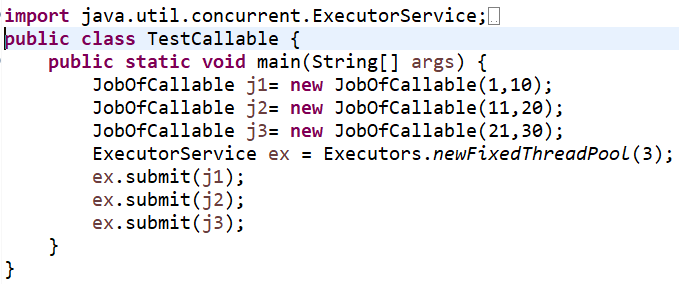 import java.util.concurrent.ExecutorService;
public class TestCallable {
    public static void main(String[] args) {
        JobOfCallable j1= new JobOfCallable(1,10);
        JobOfCallable j2= new JobOfCallable(11,20);
        JobOfCallable j3= new JobOfCallable(21,30);
        ExecutorService ex = Executors.newFixedThreadPool(3);
        ex.submit(j1);
        ex.submit(j2);
        ex.submit(j3);
    }
}